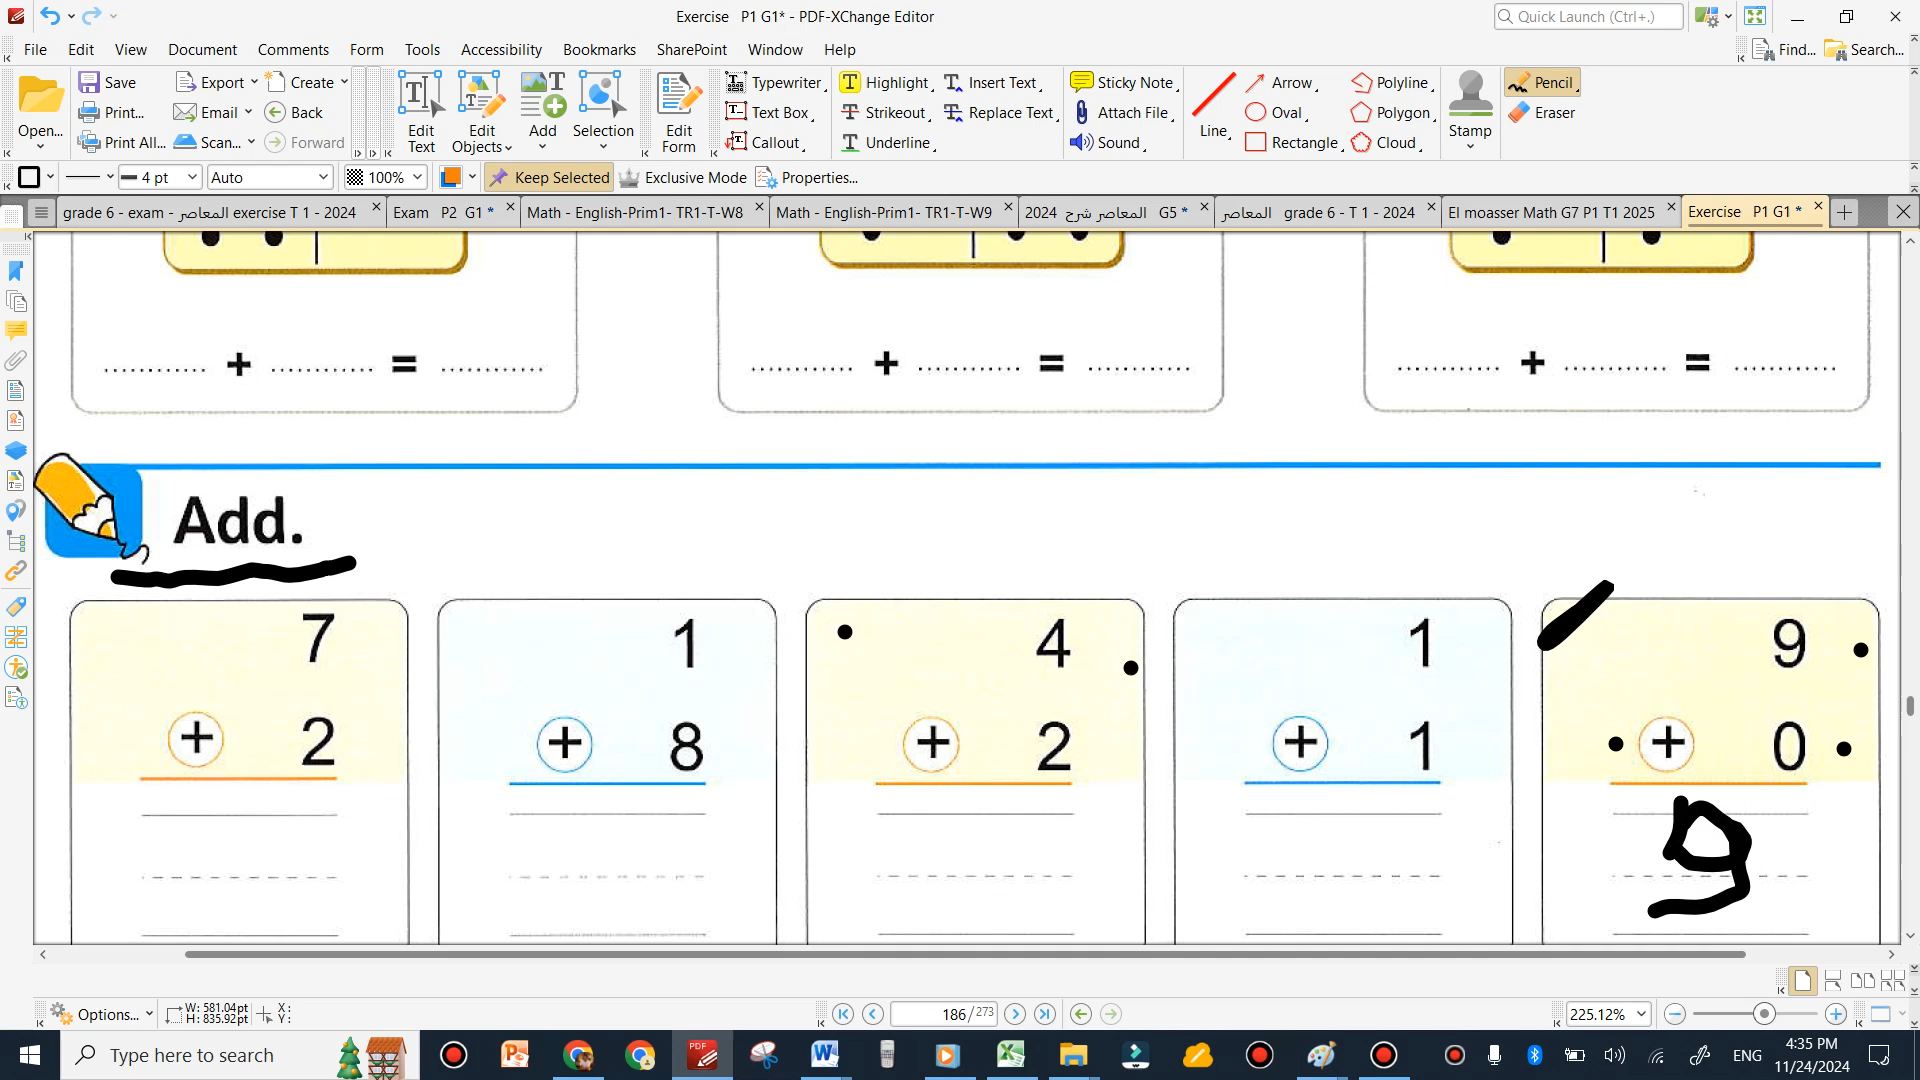 Exercise P1 G1* - PDF-XChange Editor
Quick Launch (Ctrl+.)
File Edit View Document Comments Form Tools Accessibility Bookmarks SharePoint Window Help
Find... Search...
Open... Save Export Create
Print... Email Back
Print All... Scan... Forward
Edit Text Edit Objects Add Selection Edit Form
Typewriter Highlight Insert Text Sticky Note Arrow Polyline Pencil
Text Box Strikeout Replace Text Attach File Line Oval Polygon Stamp Eraser
Callout Underline Sound Rectangle Cloud
4 pt Auto 100% Keep Selected Exclusive Mode Properties...
grade 6 - exam - المعاصر exercise T 1 - 2024
Exam P2 G1 *
Math - English-Prim1- TR1-T-W8
Math - English-Prim1- TR1-T-W9
2024 المعاصر شرح G5 *
المعاصر grade 6 - T 1 - 2024
El moasser Math G7 P1 T1 2025
Exercise P1 G1 *
........... + ........... = ...........
........... + ........... = ...........
........... + ........... = ...........
Add.
7 1 4 1 9
+ 2 + 8 + 2 + 1 + 0
9
Options... W: 581.04pt H: 835.92pt X: Y: 186 / 273 225.12%
Type here to search
PDF
ENG
4:35 PM
11/24/2024